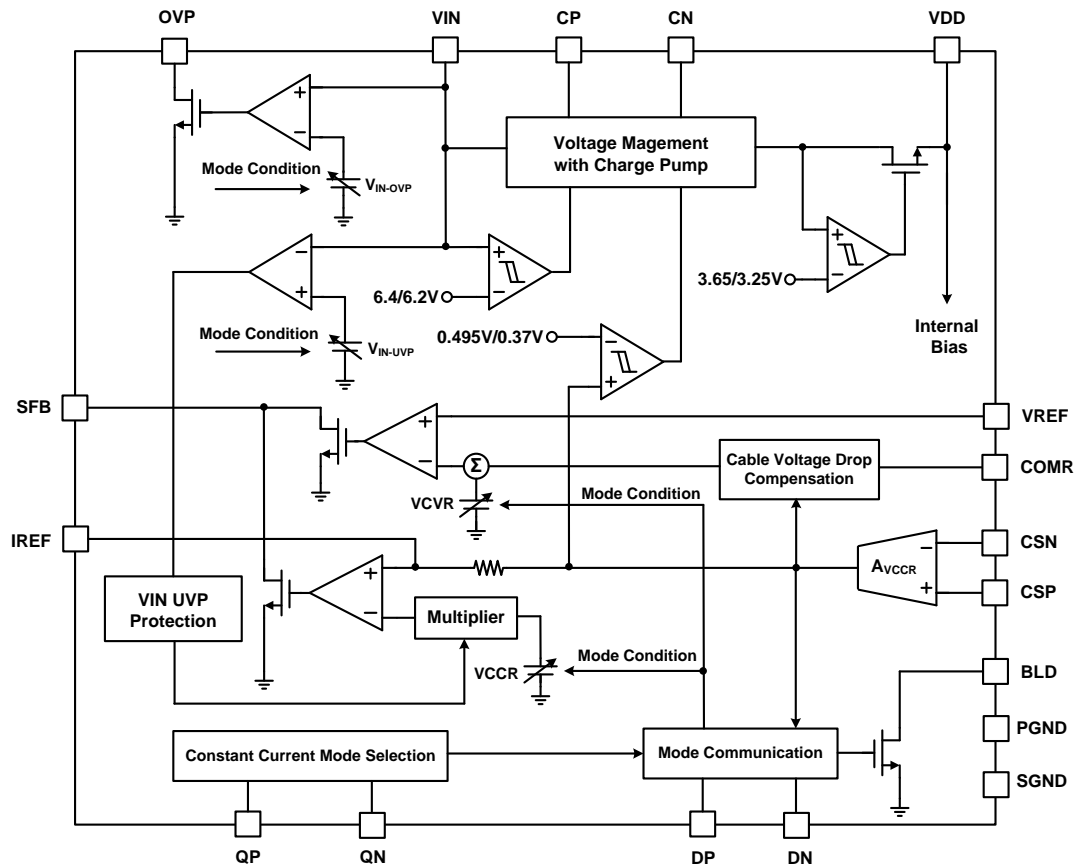 OVP
VIN
CP
CN
VDD
Voltage Magement
with Charge Pump
Mode Condition
VIN-OVP
+
−
−
+
+
−
+
−
6.4/6.2V
3.65/3.25V
Mode Condition
VIN-UVP
0.495V/0.37V
−
+
Internal
Bias
SFB
VREF
+
−
Σ
Cable Voltage Drop
Compensation
COMR
VCVR
Mode Condition
IREF
CSN
−
AVCCR
+
CSP
VIN UVP
Protection
+
−
Multiplier
VCCR
Mode Condition
BLD
PGND
Constant Current Mode Selection
Mode Communication
SGND
QP
QN
DP
DN